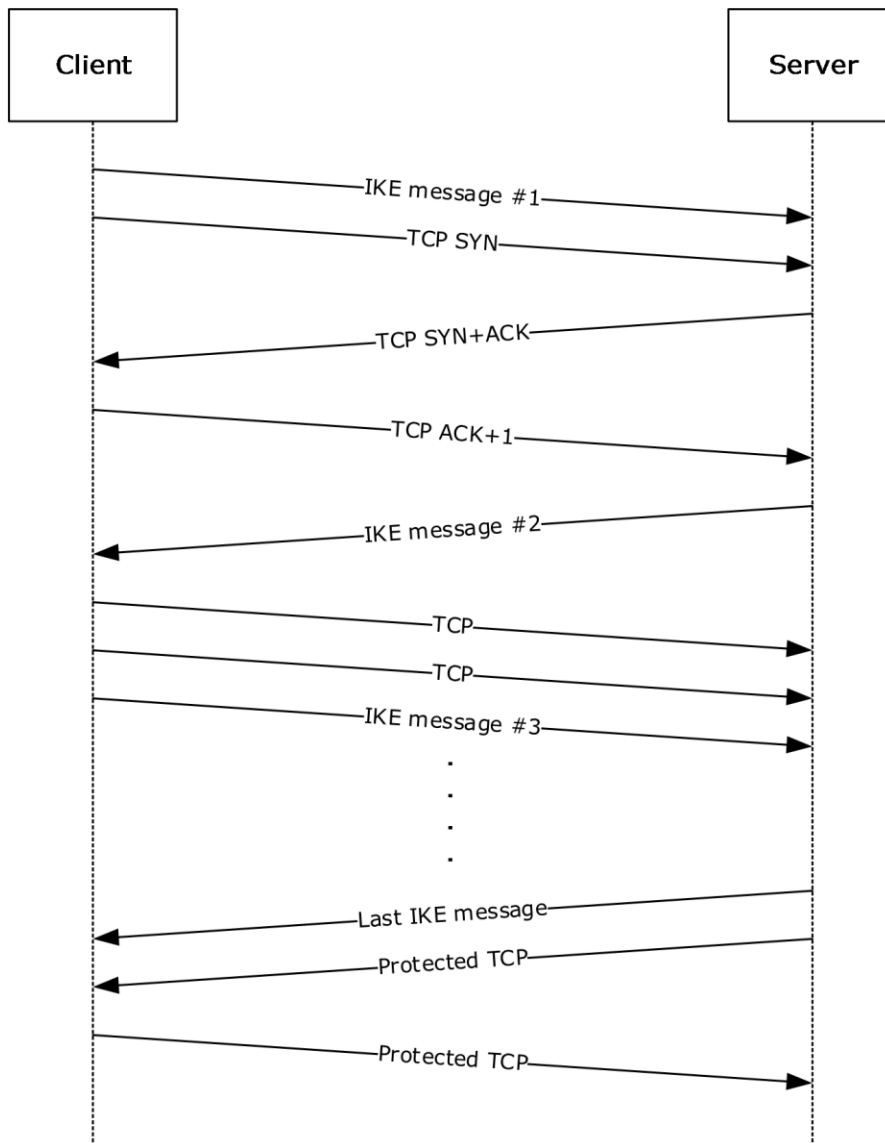 Client
Server
IKE message #1
TCP SYN
TCP SYN+ACK
TCP ACK+1
IKE message #2
TCP
TCP
IKE message #3
Last IKE message
Protected TCP
Protected TCP